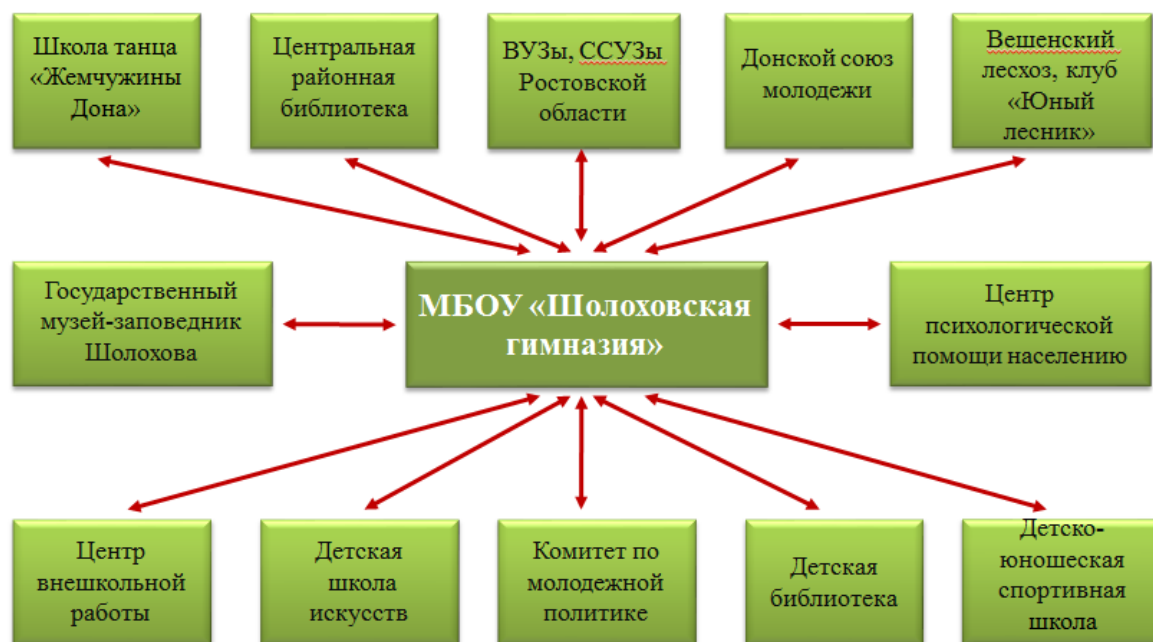 Школа танца
«Жемчужины
Дона»
Центральная
районная
библиотека
ВУЗы, ССУЗы
Ростовской
области
Донской союз
молодежи
Вешенский
лесхоз, клуб
«Юный
лесник»
Государственный
музей-заповедник
Шолохова
МБОУ «Шолоховская
гимназия»
Центр
психологической
помощи населению
Центр
внешкольной
работы
Детская
школа
искусств
Комитет по
молодежной
политике
Детская
библиотека
Детско-
юношеская
спортивная
школа